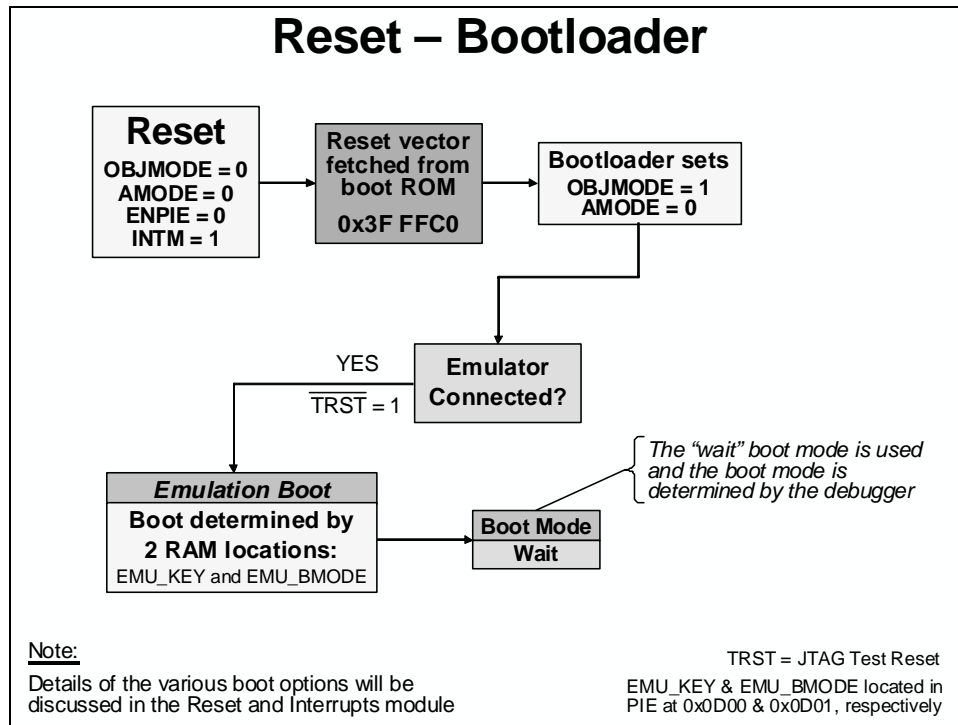 Reset – Bootloader
Reset
OBJMODE = 0
AMODE = 0
ENPIE = 0
INTM = 1
Reset vector
fetched from
boot ROM
0x3F FFC0
Bootloader sets
OBJMODE = 1
AMODE = 0
Emulator
Connected?
YES
TRST = 1
Emulation Boot
Boot determined by
2 RAM locations:
EMU_KEY and EMU_BMODE
Boot Mode
Wait
The “wait” boot mode is used
and the boot mode is
determined by the debugger
Note:
Details of the various boot options will be
discussed in the Reset and Interrupts module
TRST = JTAG Test Reset
EMU_KEY & EMU_BMODE located in
PIE at 0x0D00 & 0x0D01, respectively